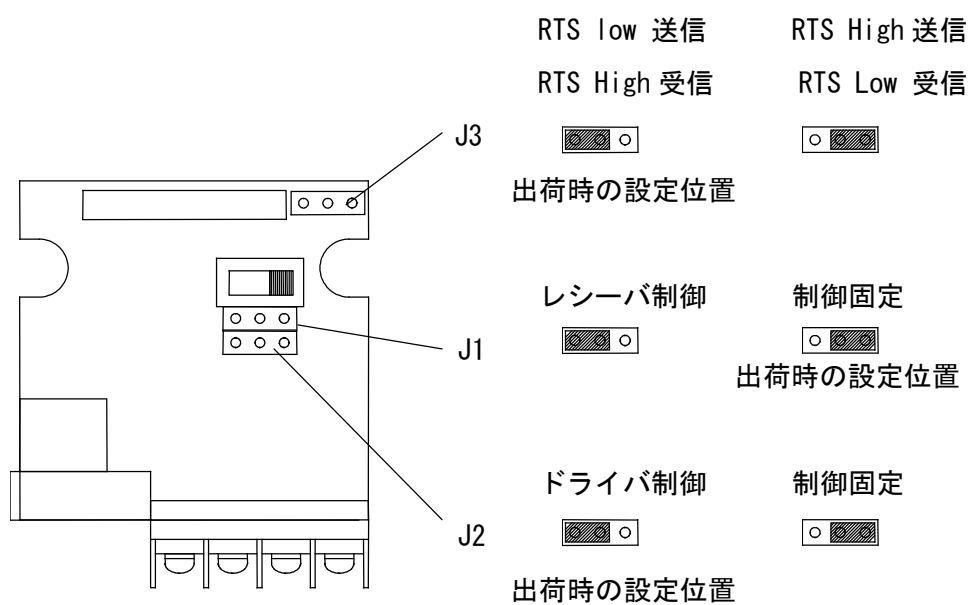 RTS low 送信 RTS High 送信
RTS High 受信 RTS Low 受信
J3
出荷時の設定位置
レシーバ制御 制御固定
J1
出荷時の設定位置
ドライバ制御 制御固定
J2
出荷時の設定位置